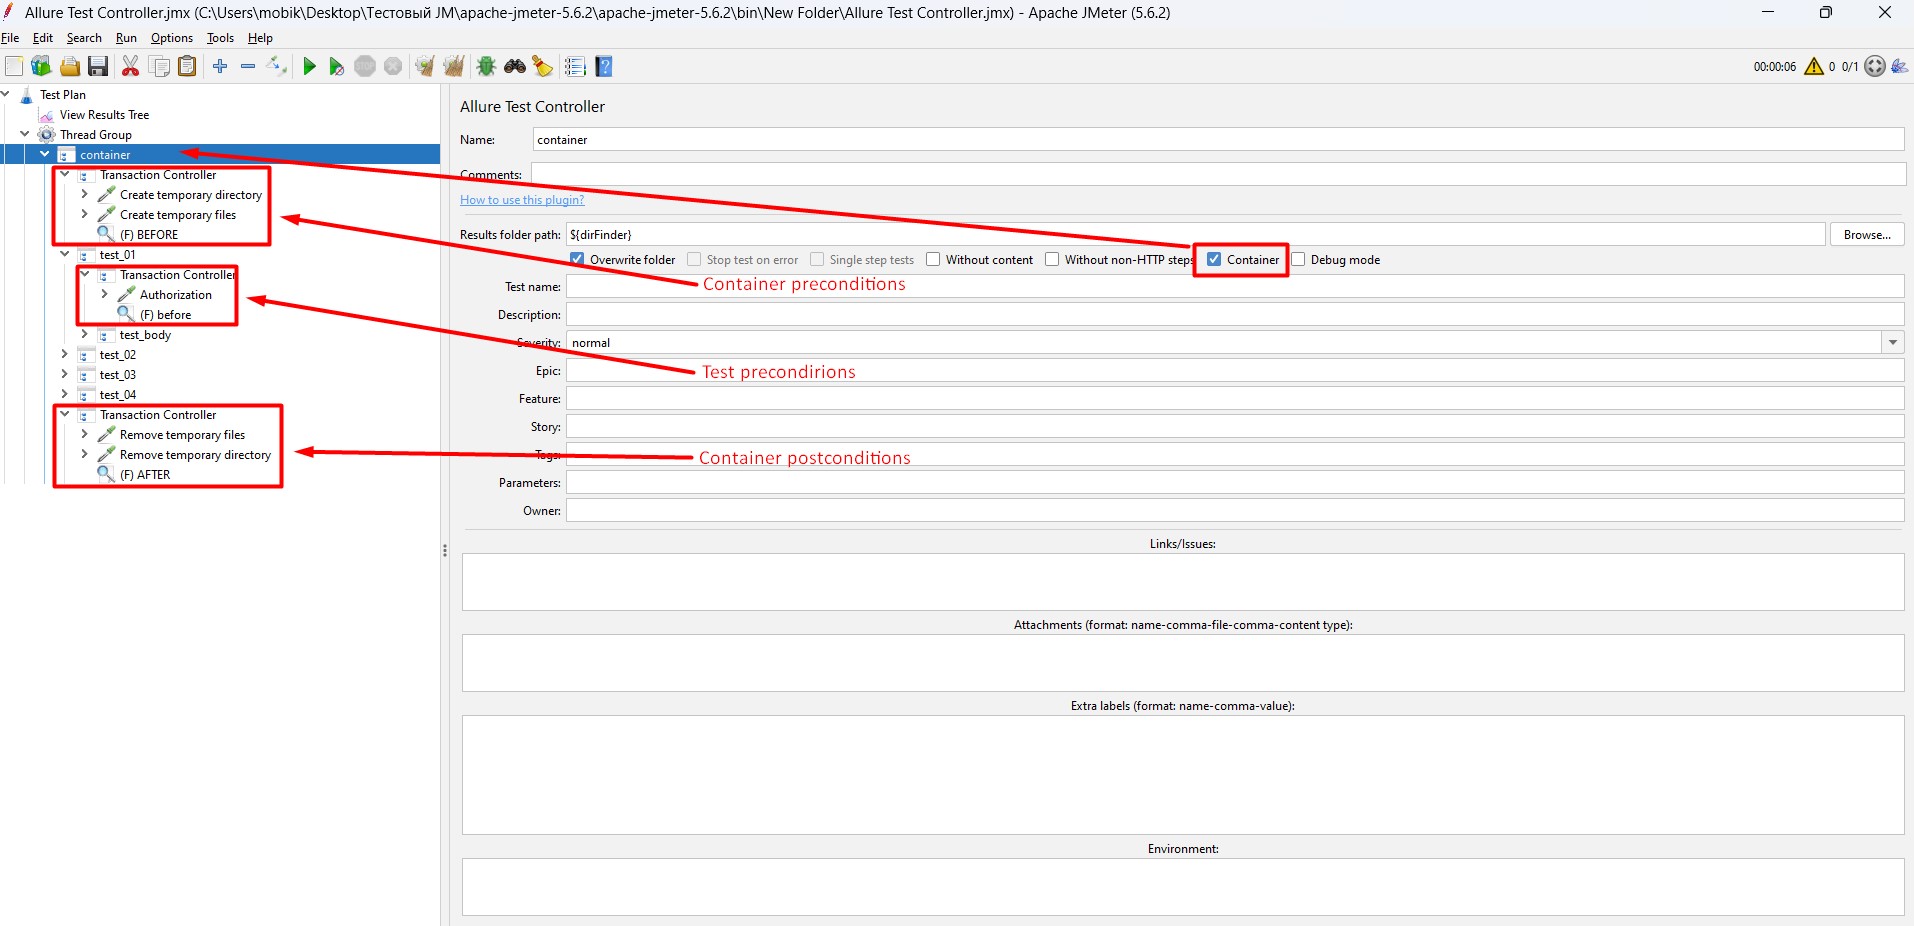 Allure Test Controller.jmx (C:\Users\mobik\Desktop\Тестовый JM\apache-jmeter-5.6.2\apache-jmeter-5.6.2\bin\New Folder\Allure Test Controller.jmx) - Apache JMeter (5.6.2)
File Edit Search Run Options Tools Help
STOP 00:00:06 0 0/1
Test Plan
View Results Tree
Thread Group
container
Transaction Controller
Create temporary directory
Create temporary files
(F) BEFORE
test_01
Transaction Controller
Authorization
(F) before
test_body
test_02
test_03
test_04
Transaction Controller
Remove temporary files
Remove temporary directory
(F) AFTER
Allure Test Controller
Name: container
Comments:
How to use this plugin?
Results folder path: ${dirFinder} Browse...
Overwrite folder Stop test on error Single step tests Without content Without non-HTTP steps Container Debug mode
Test name:
Container preconditions
Description:
Severity: normal
Epic:
Test precondirions
Feature:
Story:
Tags:
Container postconditions
Parameters:
Owner:
Links/Issues:
Attachments (format: name-comma-file-comma-content type):
Extra labels (format: name-comma-value):
Environment: